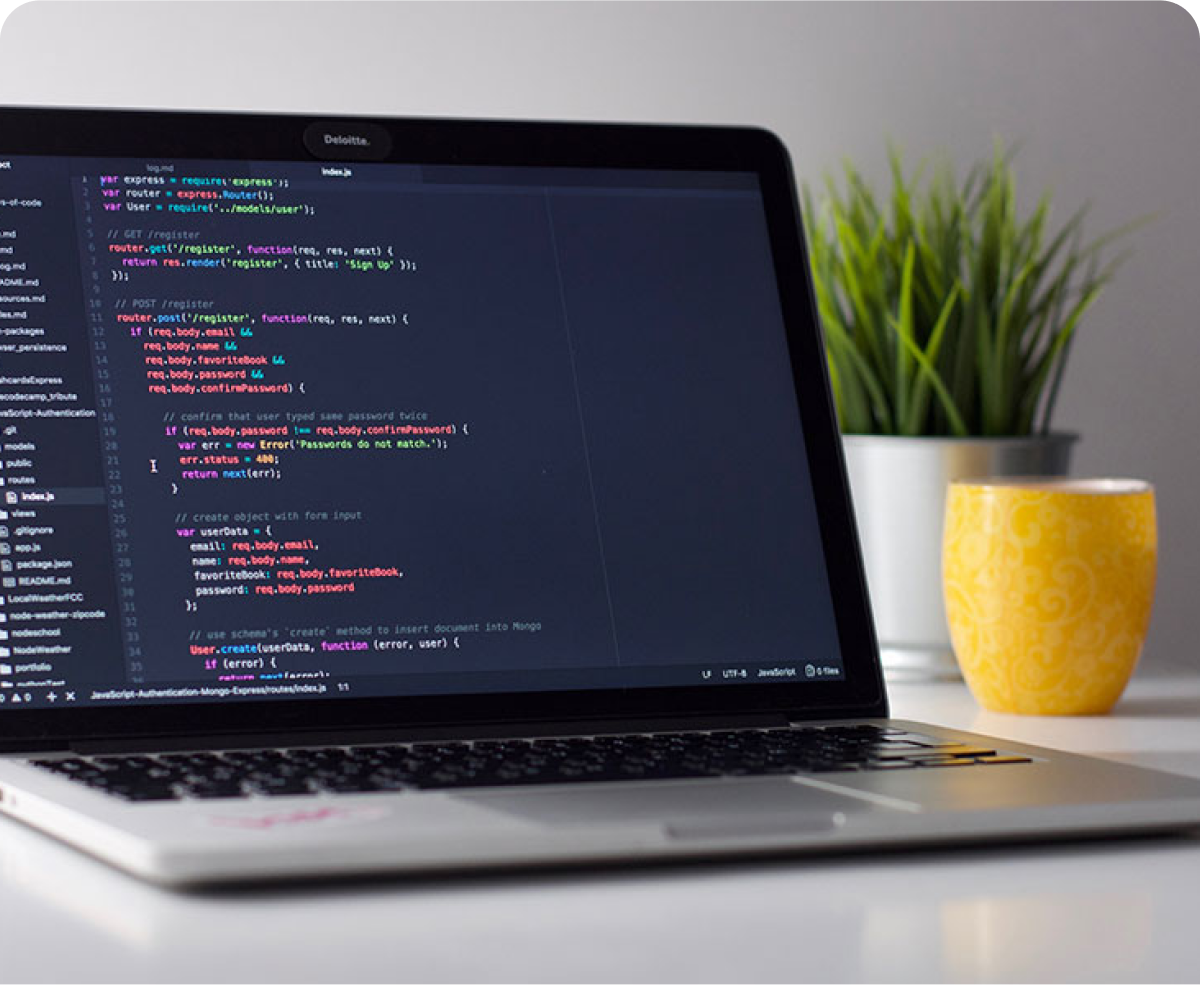 Deloitte.
log.md
index.js
1 var express = require('express');
2 var router = express.Router();
3 var User = require('../models/user');
4
5 // GET /register
6 router.get('/register', function(req, res, next) {
7 return res.render('register', { title: 'Sign Up' });
8 });
9
10 // POST /register
11 router.post('/register', function(req, res, next) {
12 if (req.body.email &&
13 req.body.name &&
14 req.body.favoriteBook &&
15 req.body.password &&
16 req.body.confirmPassword) {
17
18 // confirm that user typed same password twice
19 if (req.body.password !== req.body.confirmPassword) {
20 var err = new Error('Passwords do not match.');
21 err.status = 400;
22 return next(err);
23 }
24
25 // create object with form input
26 var userData = {
27 email: req.body.email,
28 name: req.body.name,
29 favoriteBook: req.body.favoriteBook,
30 password: req.body.password
31 };
32
33 // use schema's `create` method to insert document into Mongo
34 User.create(userData, function (error, user) {
35 if (error) {
36 return next(error);
ect
s-of-code
.md
md
og.md
ADME.md
sources.md
les.md
-packages
wser_persistence
shcardsExpress
ecodecamp_tribute
vaScript-Authentication
.git
models
public
routes
index.js
views
.gitignore
app.js
package.json
README.md
LocalWeatherFCC
node-weather-zipcode
nodeschool
NodeWeather
portfolio
pythonTest
0 0 + × JavaScript-Authentication-Mongo-Express/routes/index.js 1:1
LF UTF-8 JavaScript 0 files